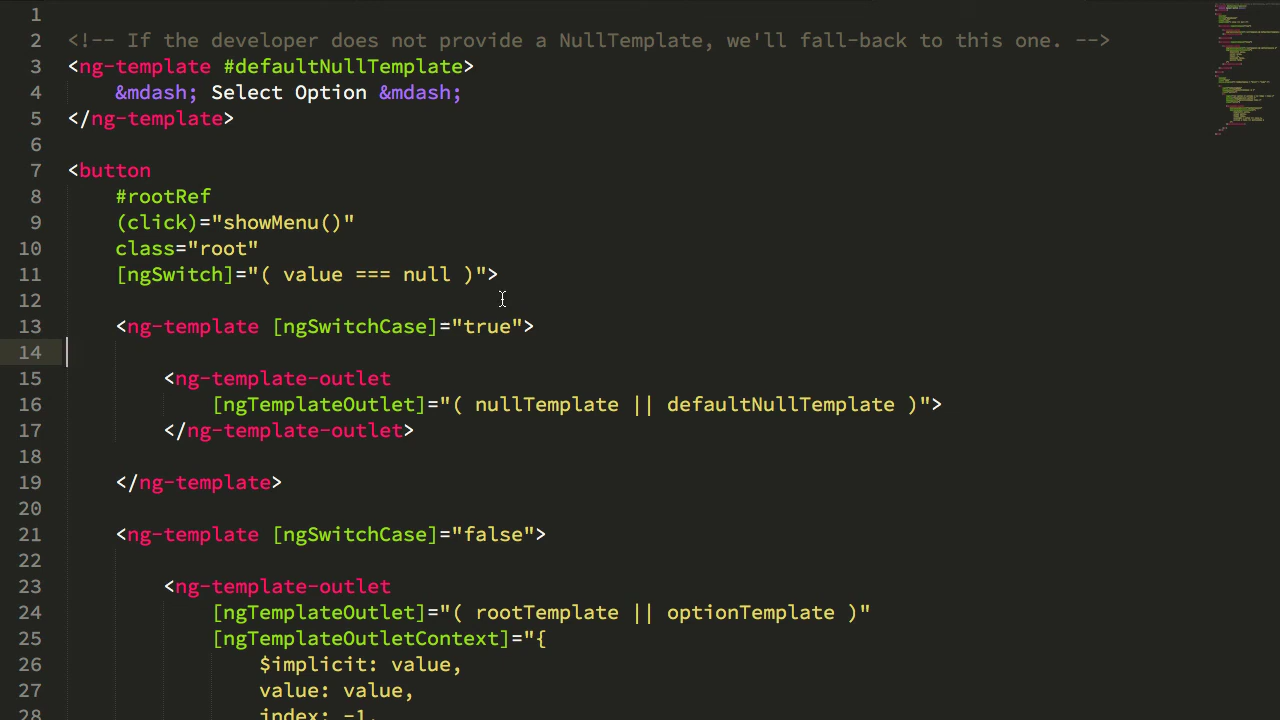 1
2 <!-- If the developer does not provide a NullTemplate, we'll fall-back to this one. -->
3 <ng-template #defaultNullTemplate>
4     &mdash; Select Option &mdash;
5 </ng-template>
6
7 <button
8     #rootRef
9     (click)="showMenu()"
10     class="root"
11     [ngSwitch]="( value === null )">
12
13     <ng-template [ngSwitchCase]="true">
14
15         <ng-template-outlet
16             [ngTemplateOutlet]="( nullTemplate || defaultNullTemplate )">
17         </ng-template-outlet>
18
19     </ng-template>
20
21     <ng-template [ngSwitchCase]="false">
22
23         <ng-template-outlet
24             [ngTemplateOutlet]="( rootTemplate || optionTemplate )"
25             [ngTemplateOutletContext]="{
26                 $implicit: value,
27                 value: value,
28                 index: -1,